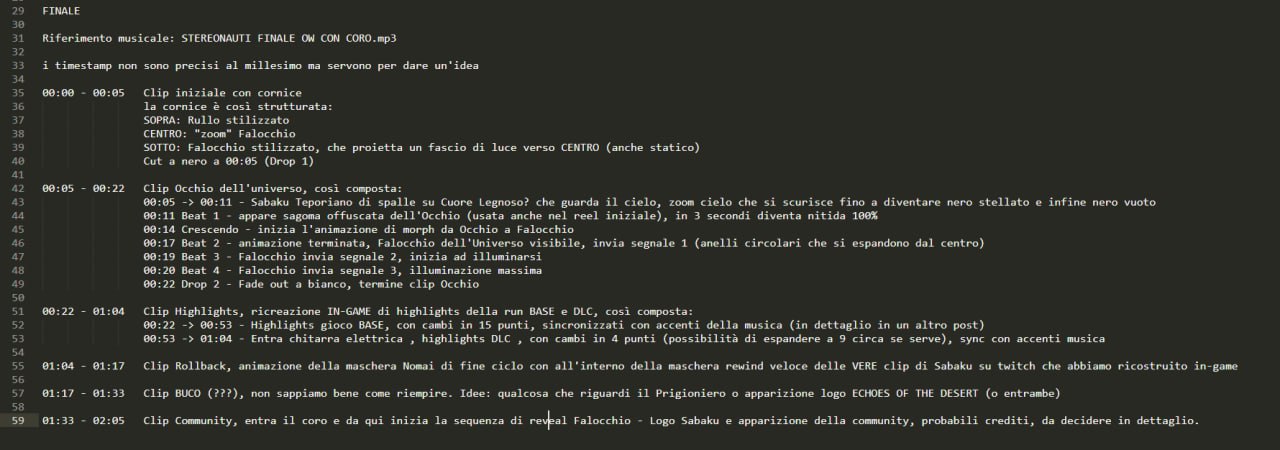 29 FINALE
30
31 Riferimento musicale: STEREONAUTI FINALE OW CON CORO.mp3
32
33 i timestamp non sono precisi al millesimo ma servono per dare un'idea
34
35 00:00 - 00:05 Clip iniziale con cornice
36 la cornice è così strutturata:
37 SOPRA: Rullo stilizzato
38 CENTRO: "zoom" Falocchio
39 SOTTO: Falocchio stilizzato, che proietta un fascio di luce verso CENTRO (anche statico)
40 Cut a nero a 00:05 (Drop 1)
41
42 00:05 - 00:22 Clip Occhio dell'universo, così composta:
43 00:05 -> 00:11 - Sabaku Teporiano di spalle su Cuore Legnoso? che guarda il cielo, zoom cielo che si scurisce fino a diventare nero stellato e infine nero vuoto
44 00:11 Beat 1 - appare sagoma offuscata dell'Occhio (usata anche nel reel iniziale), in 3 secondi diventa nitida 100%
45 00:14 Crescendo - inizia l'animazione di morph da Occhio a Falocchio
46 00:17 Beat 2 - animazione terminata, Falocchio dell'Universo visibile, invia segnale 1 (anelli circolari che si espandono dal centro)
47 00:19 Beat 3 - Falocchio invia segnale 2, inizia ad illuminarsi
48 00:20 Beat 4 - Falocchio invia segnale 3, illuminazione massima
49 00:22 Drop 2 - Fade out a bianco, termine clip Occhio
50
51 00:22 - 01:04 Clip Highlights, ricreazione IN-GAME di highlights della run BASE e DLC, così composta:
52 00:22 -> 00:53 - Highlights gioco BASE, con cambi in 15 punti, sincronizzati con accenti della musica (in dettaglio in un altro post)
53 00:53 -> 01:04 - Entra chitarra elettrica , highlights DLC , con cambi in 4 punti (possibilità di espandere a 9 circa se serve), sync con accenti musica
54
55 01:04 - 01:17 Clip Rollback, animazione della maschera Nomai di fine ciclo con all'interno della maschera rewind veloce delle VERE clip di Sabaku su twitch che abbiamo ricostruito in-game
56
57 01:17 - 01:33 Clip BUCO (???), non sappiamo bene come riempire. Idee: qualcosa che riguardi il Prigioniero o apparizione logo ECHOES OF THE DESERT (o entrambe)
58
59 01:33 - 02:05 Clip Community, entra il coro e da qui inizia la sequenza di reveal Falocchio - Logo Sabaku e apparizione della community, probabili crediti, da decidere in dettaglio.